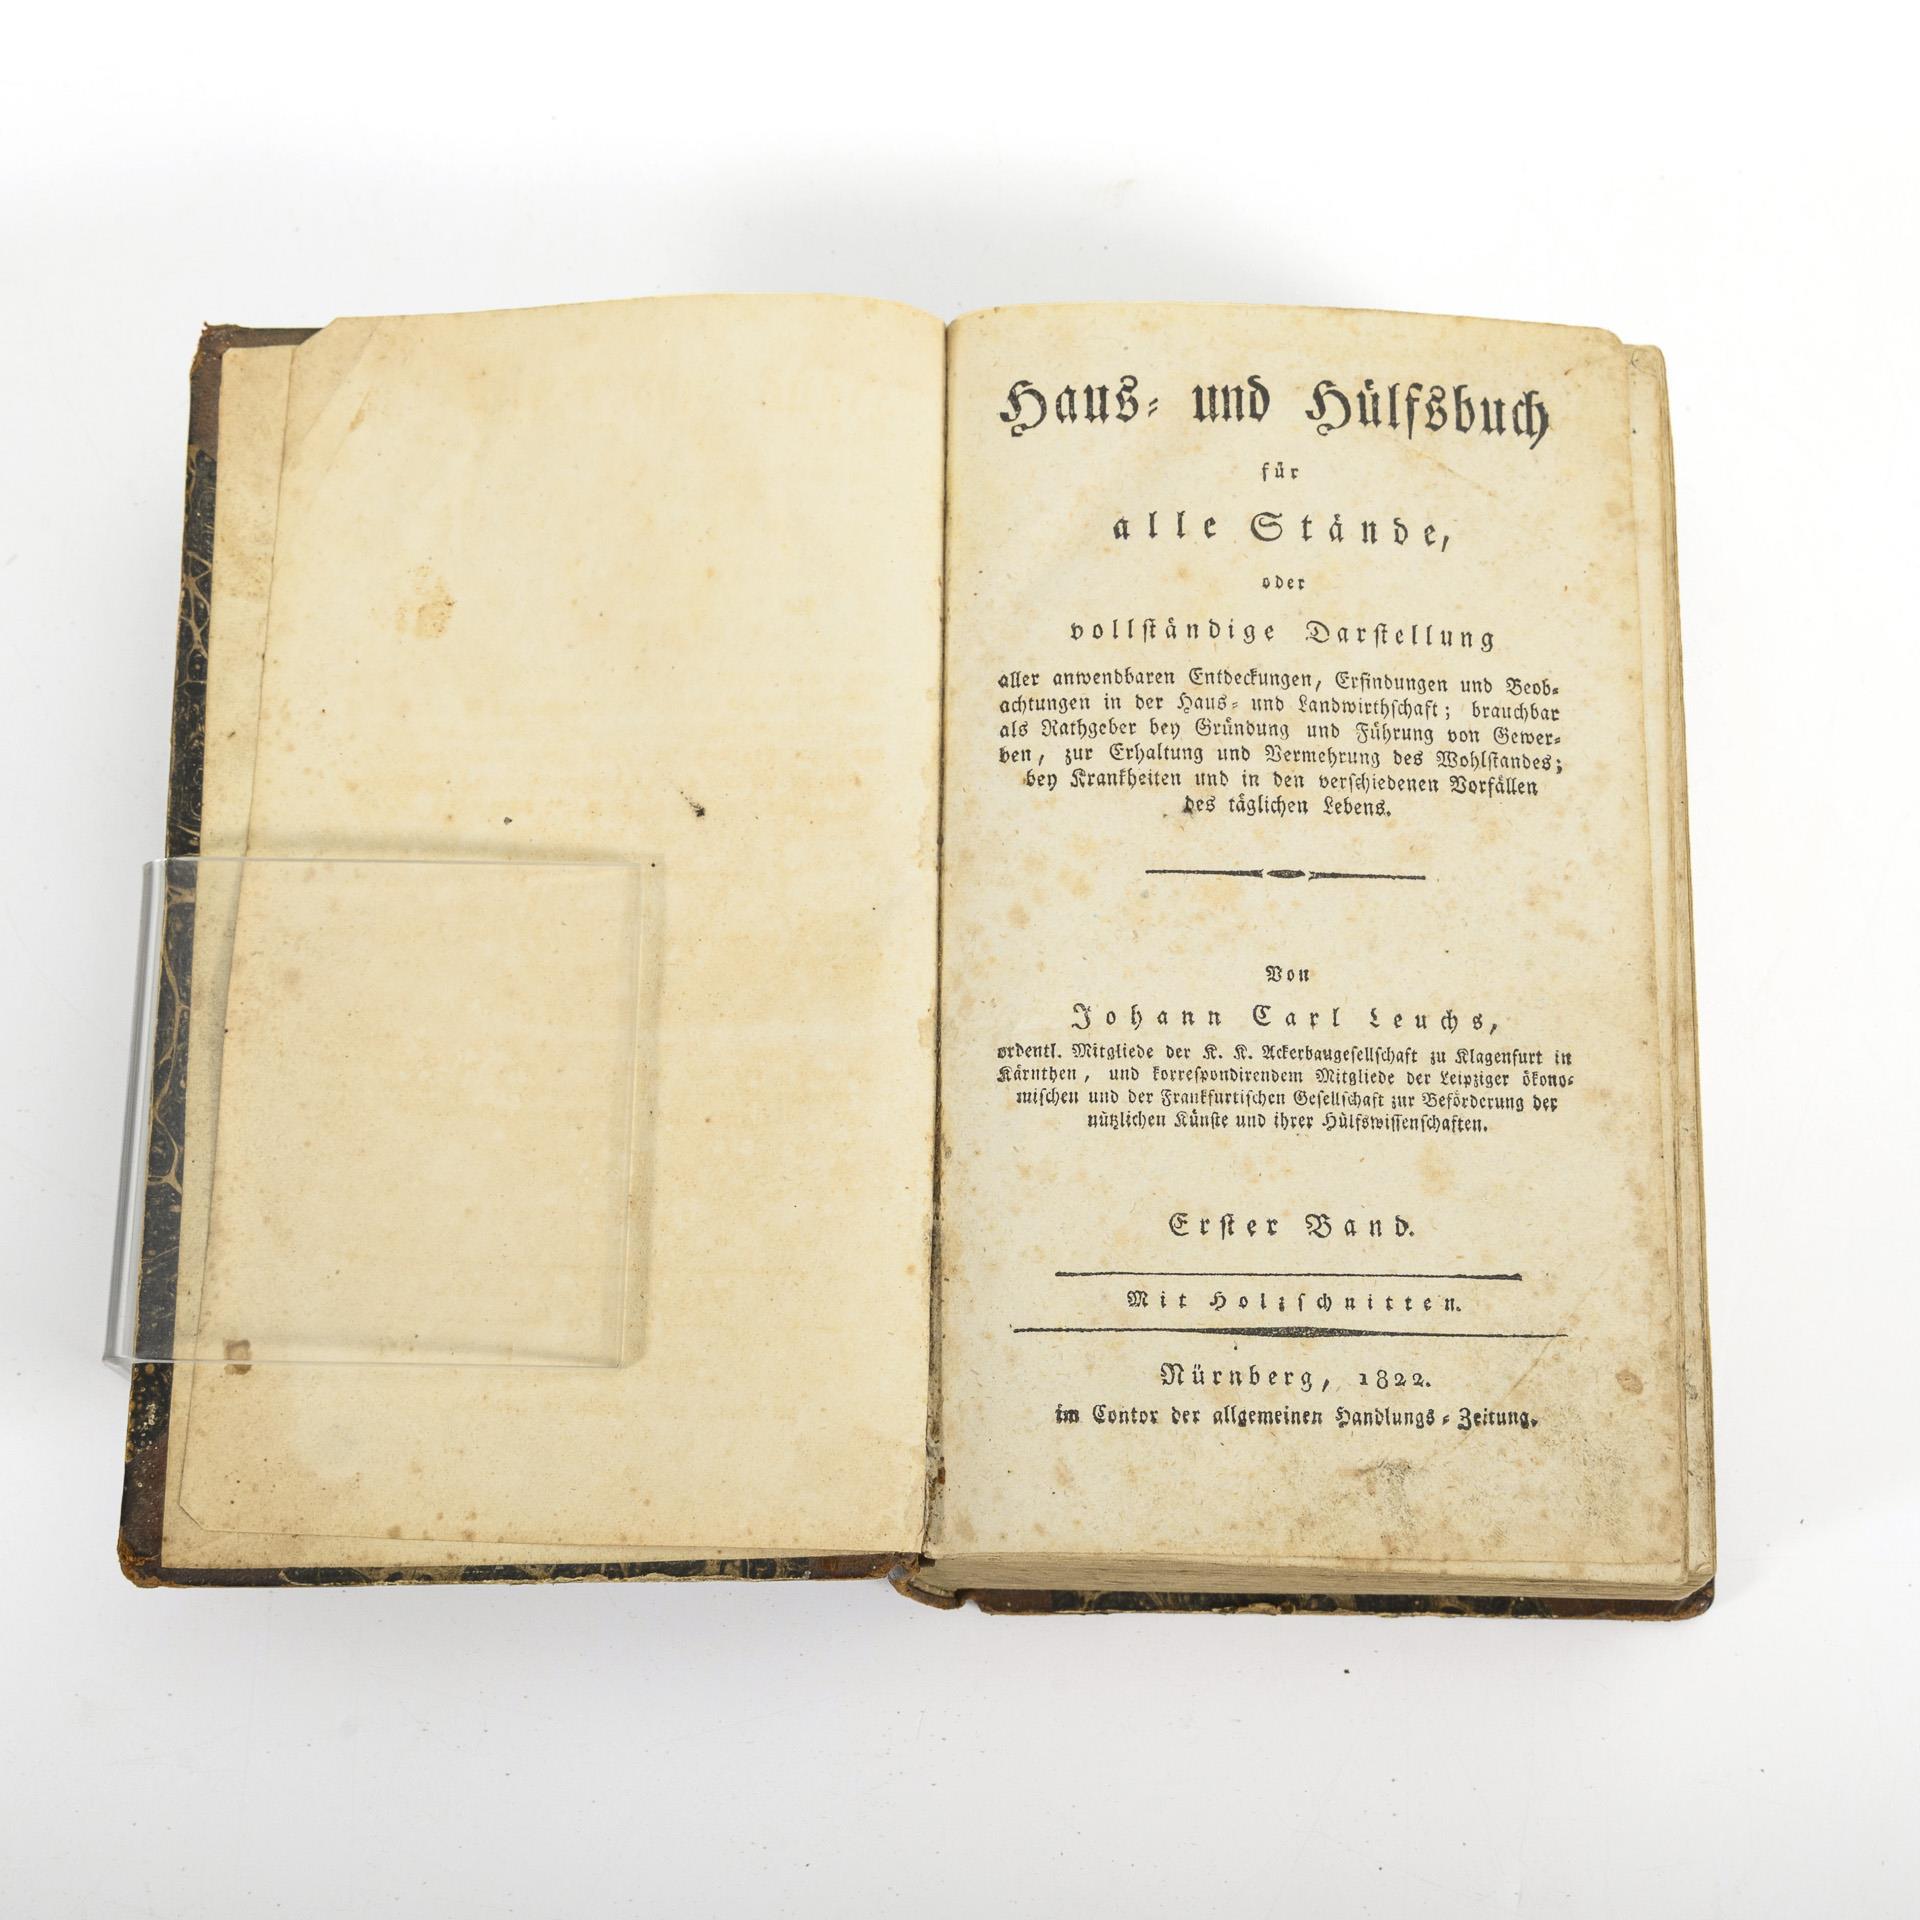 Haus- und Hülfsbuch
für
alle Stände,
oder
vollständige Darstellung
aller anwendbaren Entdeckungen, Erfindungen und Beob-
achtungen in der Haus- und Landwirthschaft; brauchbar
als Rathgeber bey Gründung und Führung von Gewer-
ben, zur Erhaltung und Vermehrung des Wohlstandes;
bey Krankheiten und in den verschiedenen Vorfällen
des täglichen Lebens.
Von
Johann Carl Leuchs,
ordentl. Mitgliede der K. K. Ackerbaugesellschaft zu Klagenfurt in
Kärnthen, und korrespondirendem Mitgliede der Leipziger ökono-
mischen und der Frankfurtischen Gesellschaft zur Beförderung der
nützlichen Künste und ihrer Hülfswissenschaften.
Erster Band.
Mit Holzschnitten.
Nürnberg, 1822.
im Contor der allgemeinen Handlungs-Zeitung.